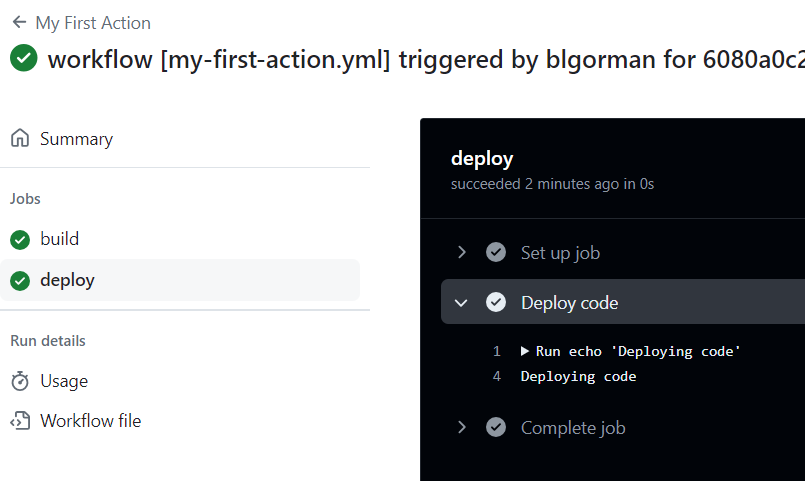 My First Action
workflow [my-first-action.yml] triggered by blgorman for 6080a0c2
Summary
Jobs
build
deploy
Run details
Usage
Workflow file
deploy
succeeded 2 minutes ago in 0s
Set up job
Deploy code
1 Run echo 'Deploying code'
4 Deploying code
Complete job